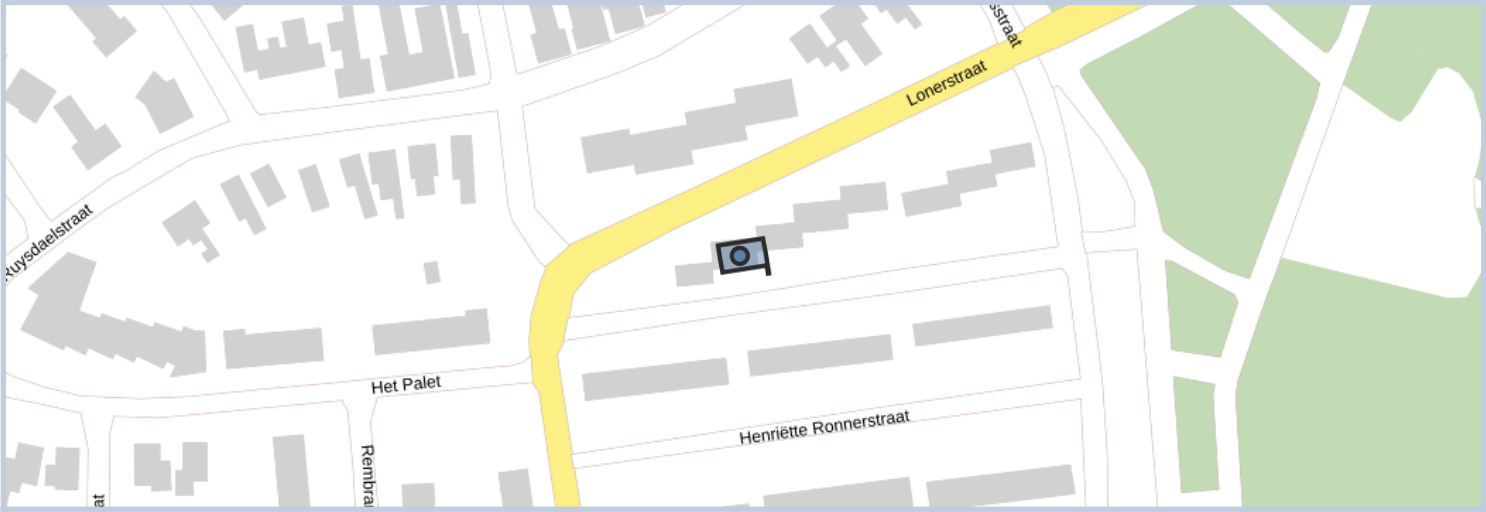 Lonerstraat
Ruysdaelstraat
Het Palet
Henriëtte Ronnerstraat